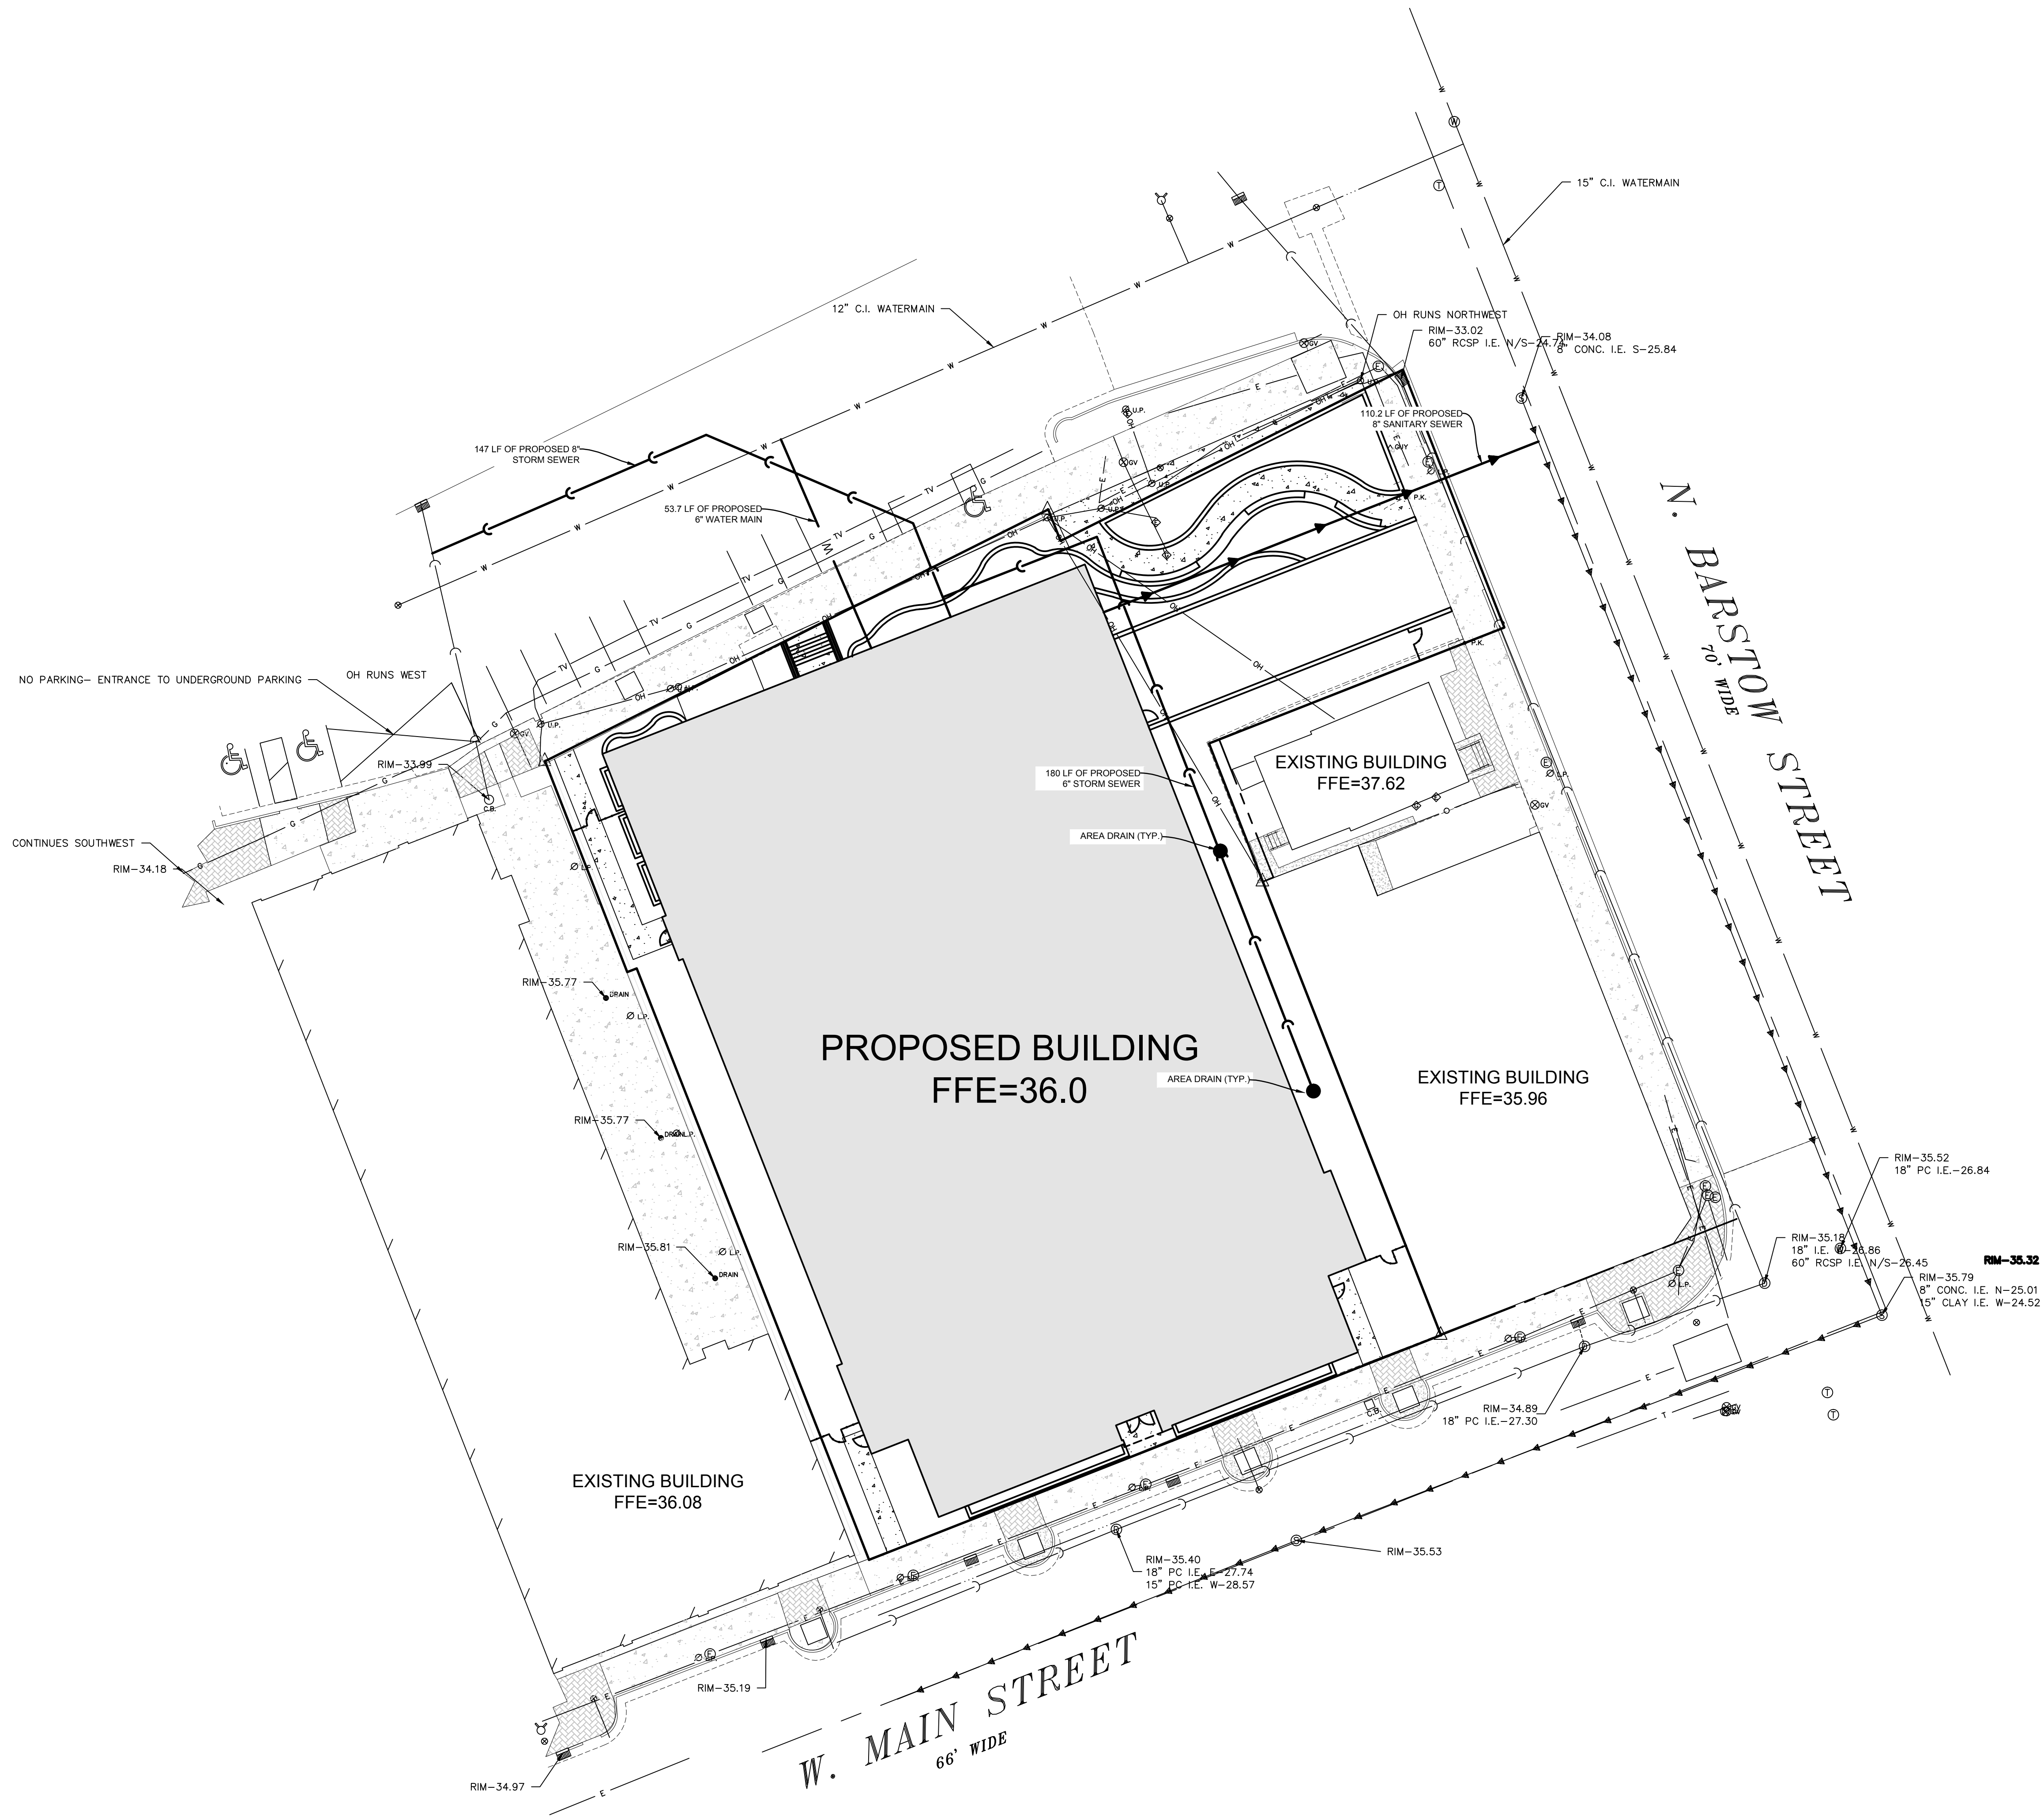 15" C.I. WATERMAIN
12" C.I. WATERMAIN
OH RUNS NORTHWEST
RIM-33.02
60" RCSP I.E. N/S-24.74
RIM-34.08
8" CONC. I.E. S-25.84
110.2 LF OF PROPOSED
8" SANITARY SEWER
147 LF OF PROPOSED 8"
STORM SEWER
53.7 LF OF PROPOSED
6" WATER MAIN
N. BARSTOW STREET
70' WIDE
NO PARKING- ENTRANCE TO UNDERGROUND PARKING
OH RUNS WEST
RIM-33.99
C.B.
CONTINUES SOUTHWEST
RIM-34.18
180 LF OF PROPOSED
6" STORM SEWER
AREA DRAIN (TYP.)
EXISTING BUILDING
FFE=37.62
RIM-35.77
DRAIN
L.P.
PROPOSED BUILDING
FFE=36.0
AREA DRAIN (TYP.)
EXISTING BUILDING
FFE=35.96
RIM-35.77
DRAIN
L.P.
RIM-35.81
DRAIN
L.P.
RIM-35.52
18" PC I.E.-26.84
RIM-35.18
60" RCSP I.E. N/S-26.45
RIM-35.32
RIM-35.79
8" CONC. I.E. N-25.01
15" CLAY I.E. W-24.52
RIM-34.89
18" PC I.E.-27.30
EXISTING BUILDING
FFE=36.08
RIM-35.53
RIM-35.40
18" PC I.E. E-27.74
15" PC I.E. W-28.57
RIM-35.19
W. MAIN STREET
66' WIDE
RIM-34.97